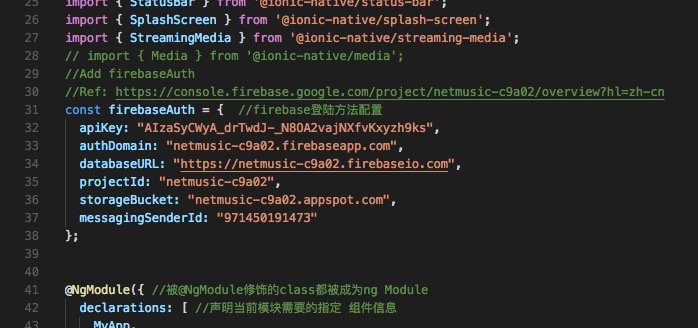 25 import { StatusBar } from '@ionic-native/status-bar';
26 import { SplashScreen } from '@ionic-native/splash-screen';
27 import { StreamingMedia } from '@ionic-native/streaming-media';
28 // import { Media } from '@ionic-native/media';
29 //Add firebaseAuth
30 //Ref: https://console.firebase.google.com/project/netmusic-c9a02/overview?hl=zh-cn
31 const firebaseAuth = { //firebase登陆方法配置
32 apiKey: "AIzaSyCWyA_drTwdJ-_N8OA2vajNXfvKxyzh9ks",
33 authDomain: "netmusic-c9a02.firebaseapp.com",
34 databaseURL: "https://netmusic-c9a02.firebaseio.com",
35 projectId: "netmusic-c9a02",
36 storageBucket: "netmusic-c9a02.appspot.com",
37 messagingSenderId: "971450191473"
38 };
39
40
41 @NgModule({ //被@NgModule修饰的class都被成为ng Module
42 declarations: [ //声明当前模块需要的指定 组件信息
43 MyApp,